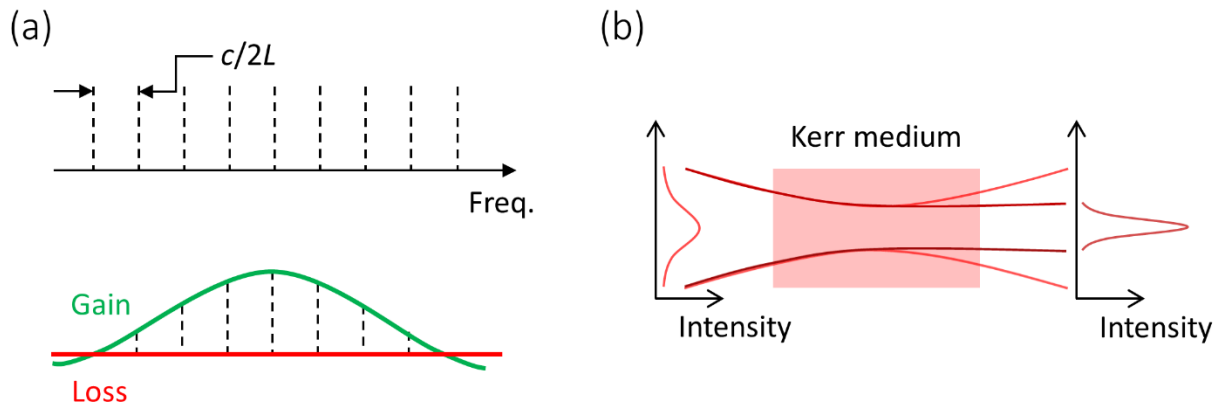 (a)
c/2L
Freq.
Gain
Loss
(b)
Kerr medium
Intensity
Intensity